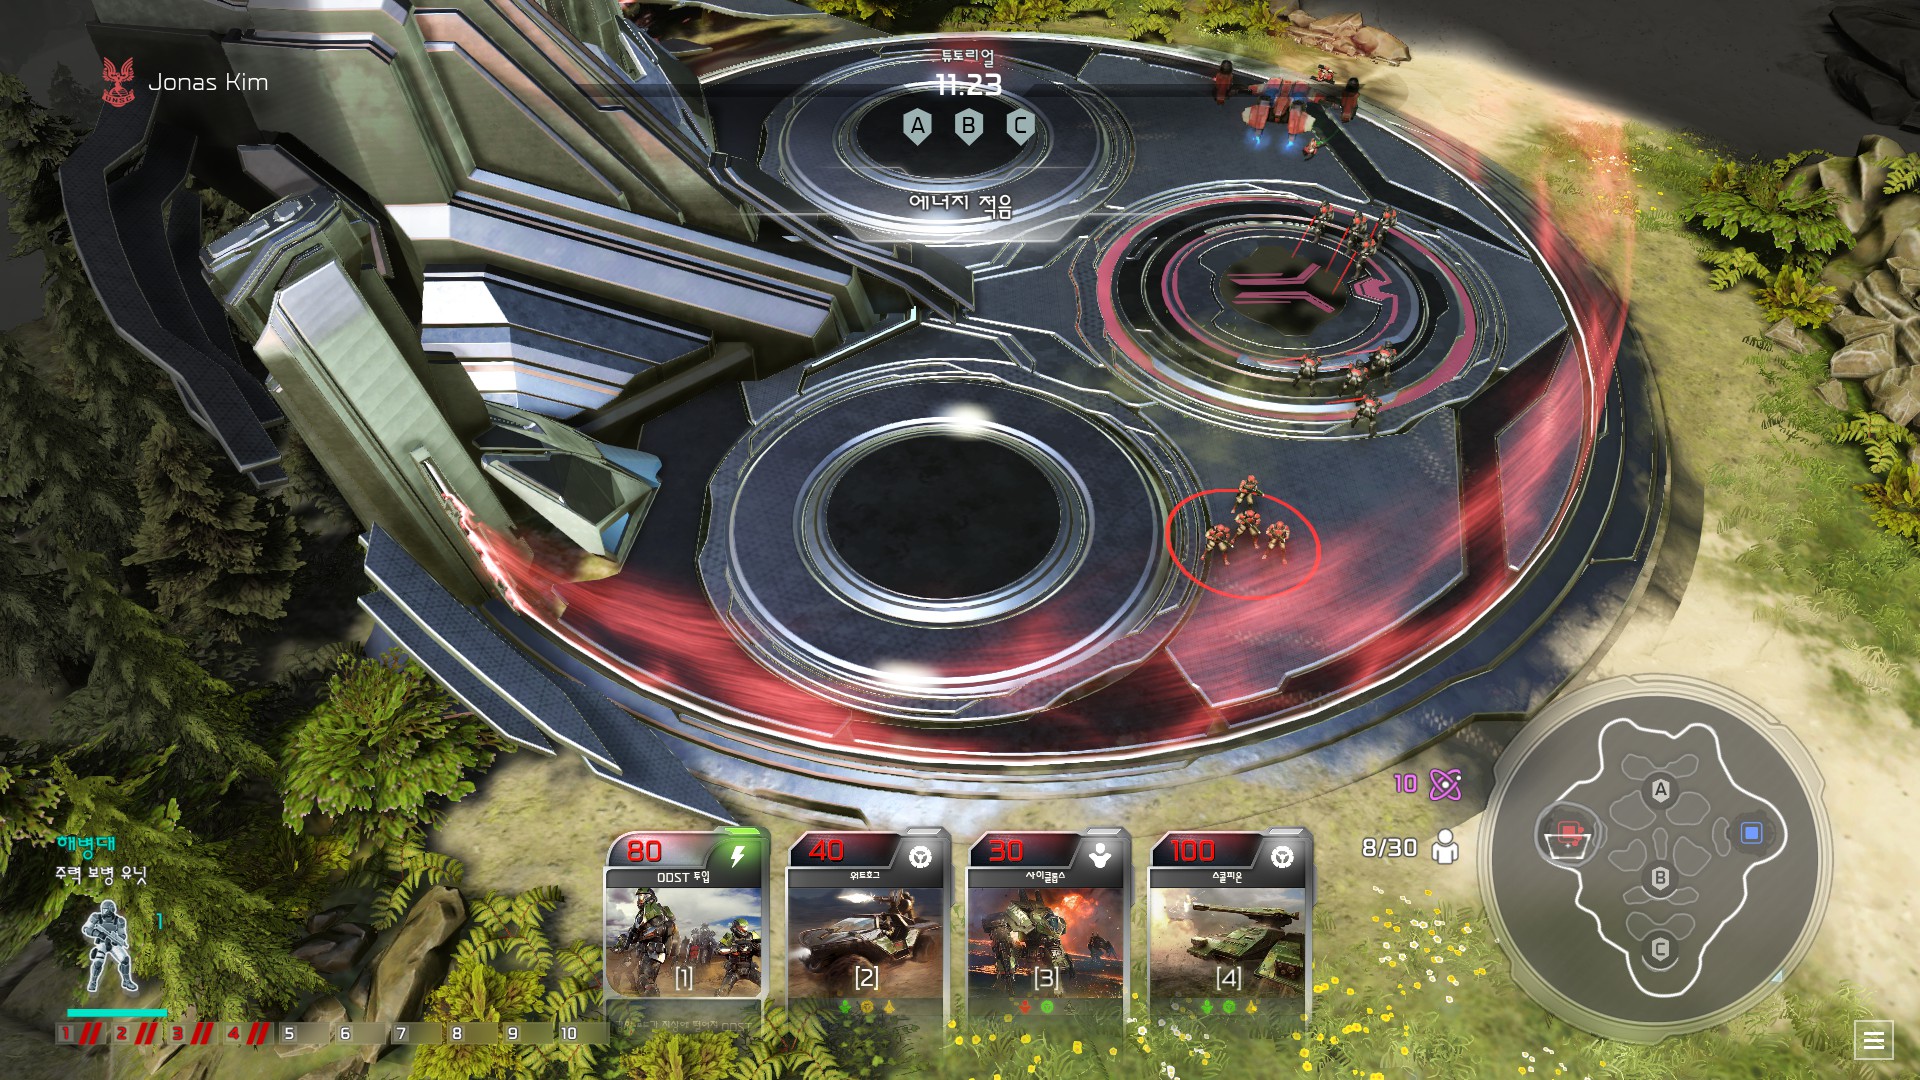 UNSC
Jonas Kim
튜토리얼
11:23
A B C
에너지 적음
10
8/30
A
B
C
해병대
주력 보병 유닛
1
80
ODST 투입
[1]
40
워트호그
[2]
30
사이클롭스
[3]
100
스콜피온
[4]
1 2 3 4 5 6 7 8 9 10